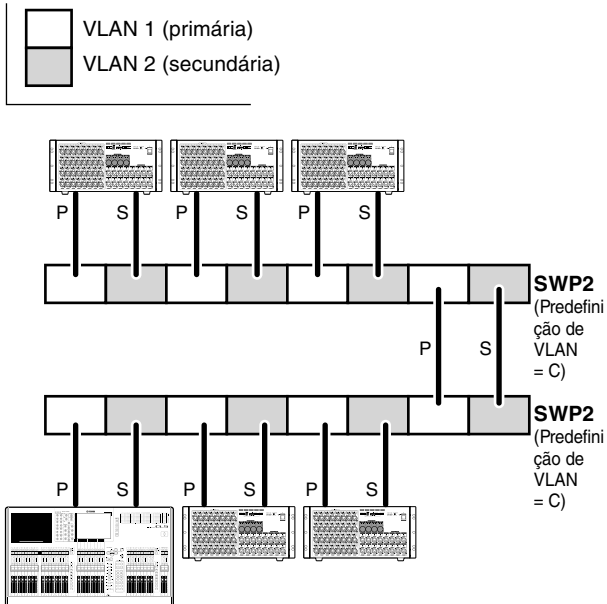 VLAN 1 (primária)
VLAN 2 (secundária)
P S P S P S
SWP2
(Predefini
ção de
VLAN
= C)
P S
SWP2
(Predefini
ção de
VLAN
= C)
P S P S P S